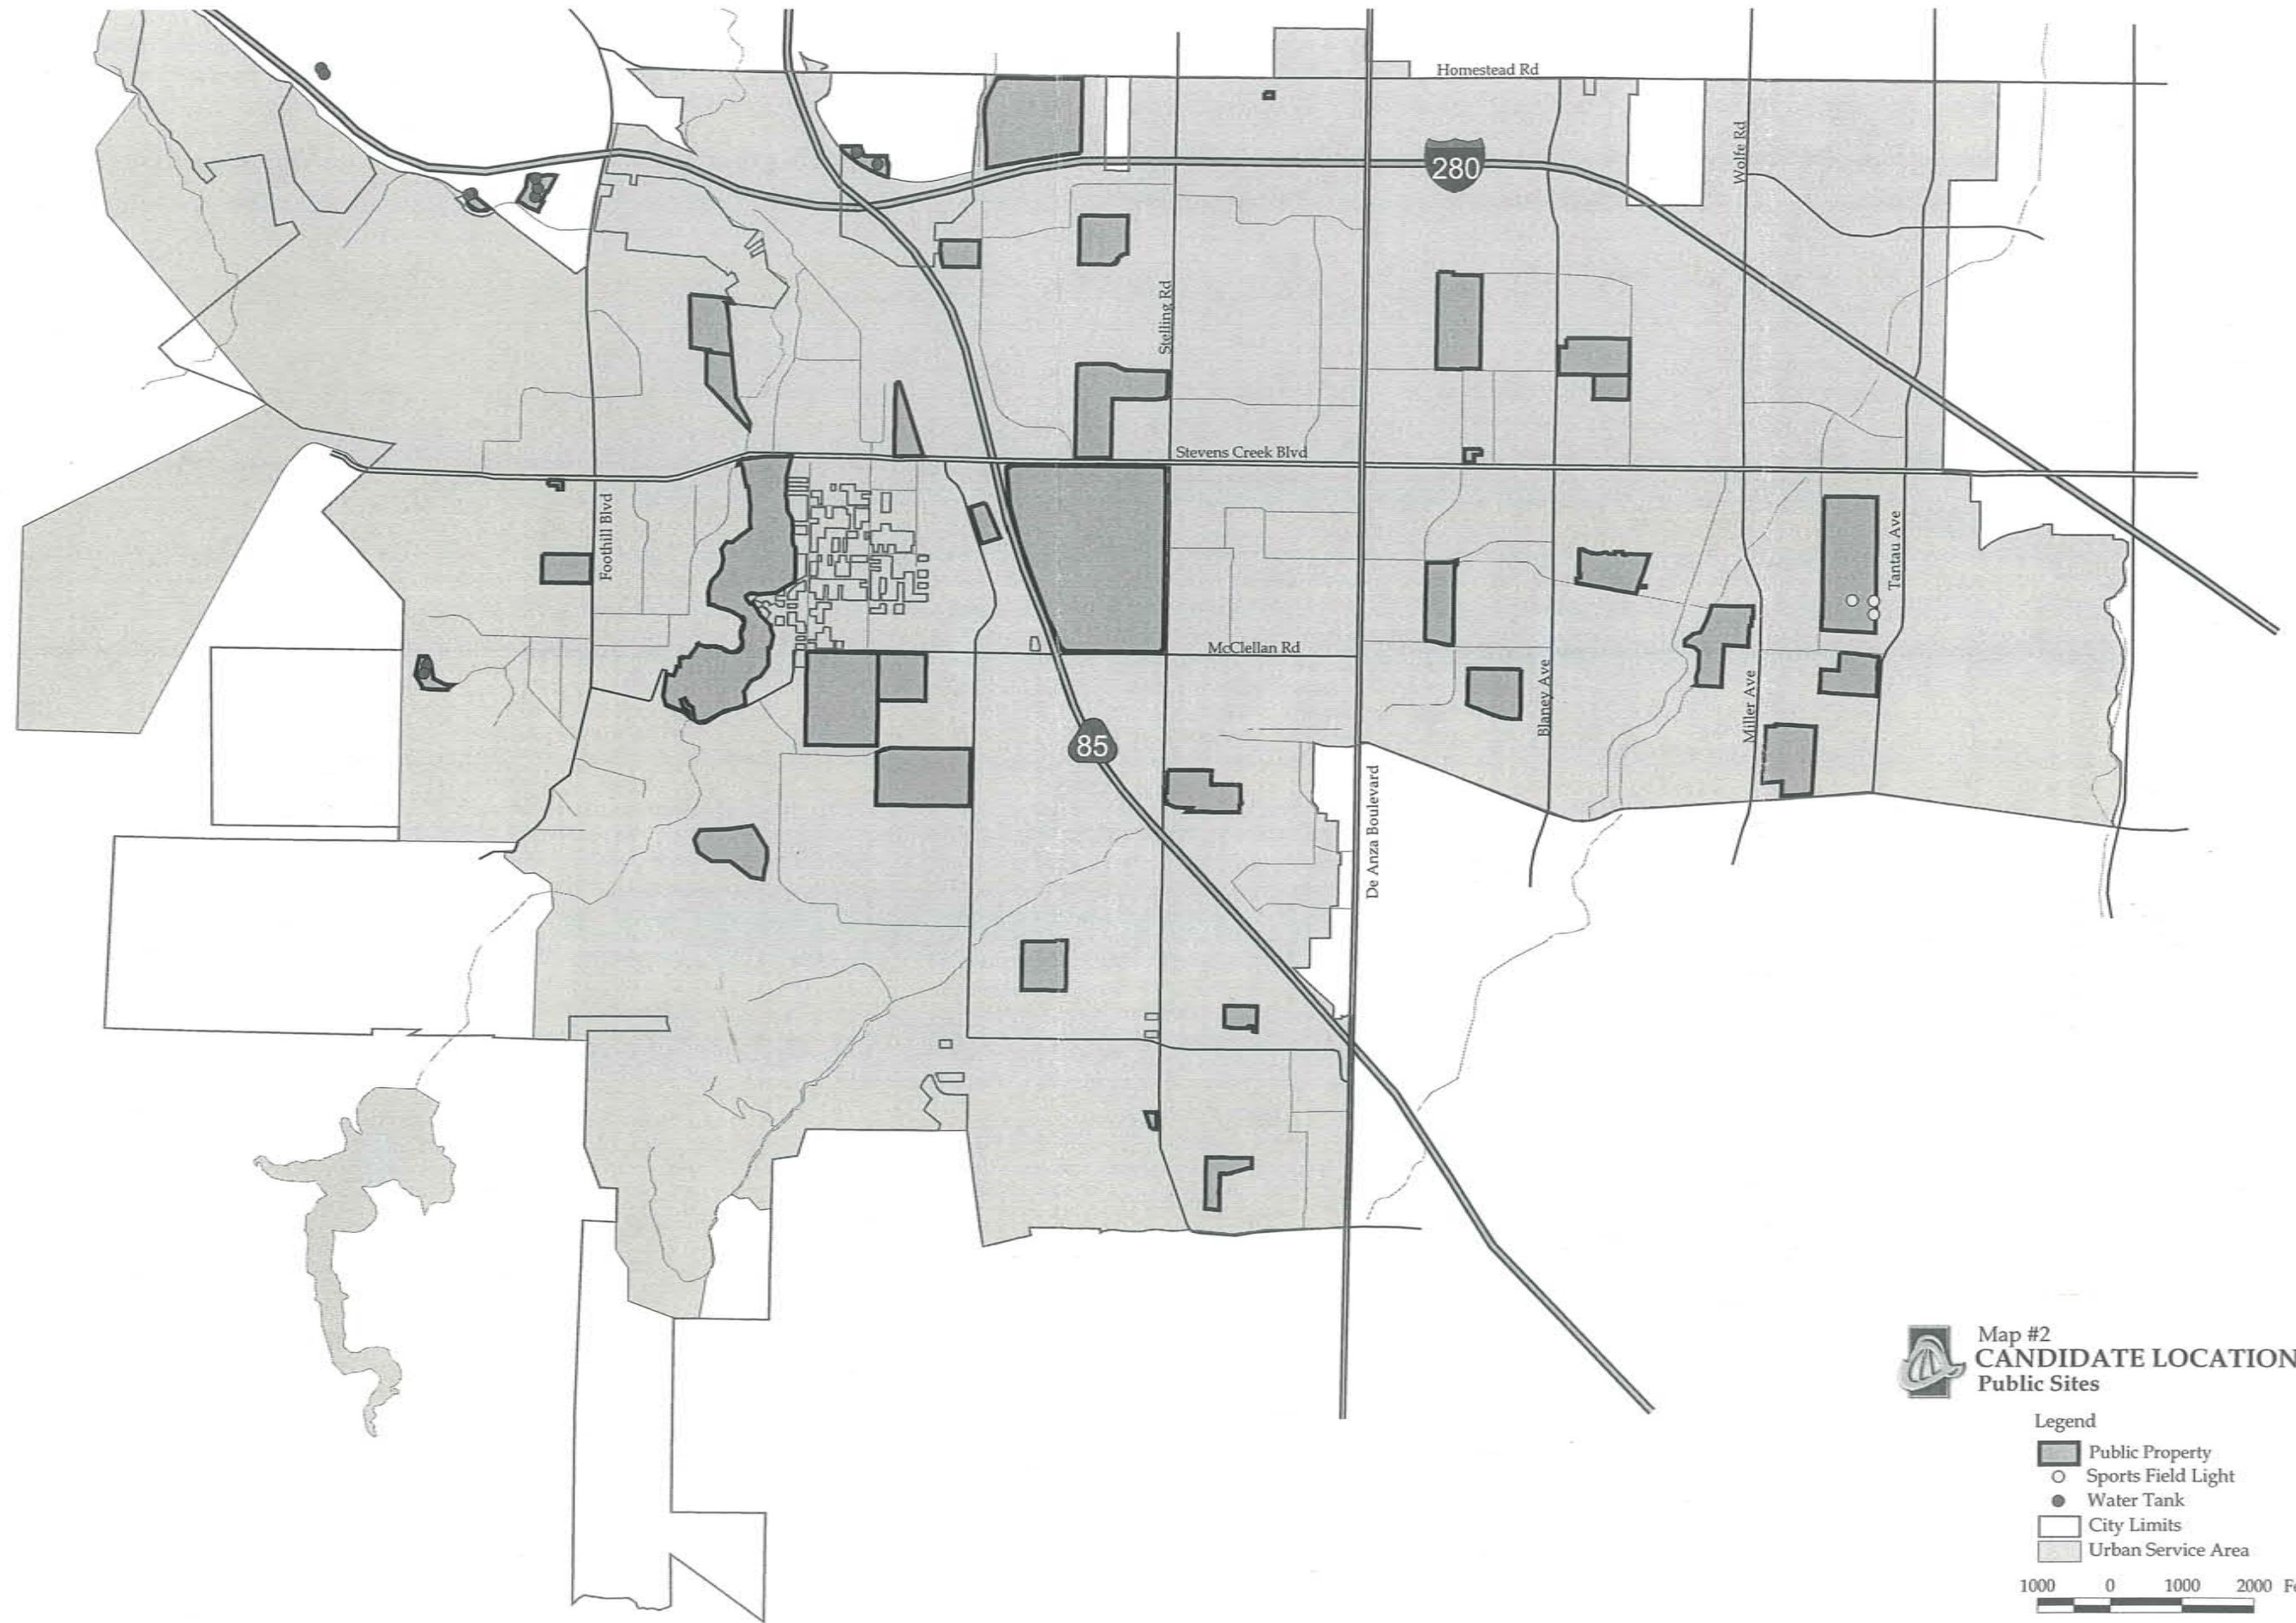 Homestead Rd
280
Wolfe Rd
Stelling Rd
Stevens Creek Blvd
Foothill Blvd
Tantau Ave
McClellan Rd
Blaney Ave
Miller Ave
85
De Anza Boulevard
Map #2
CANDIDATE LOCATION
Public Sites
Legend
Public Property
Sports Field Light
Water Tank
City Limits
Urban Service Area
1000 0 1000 2000 Fe